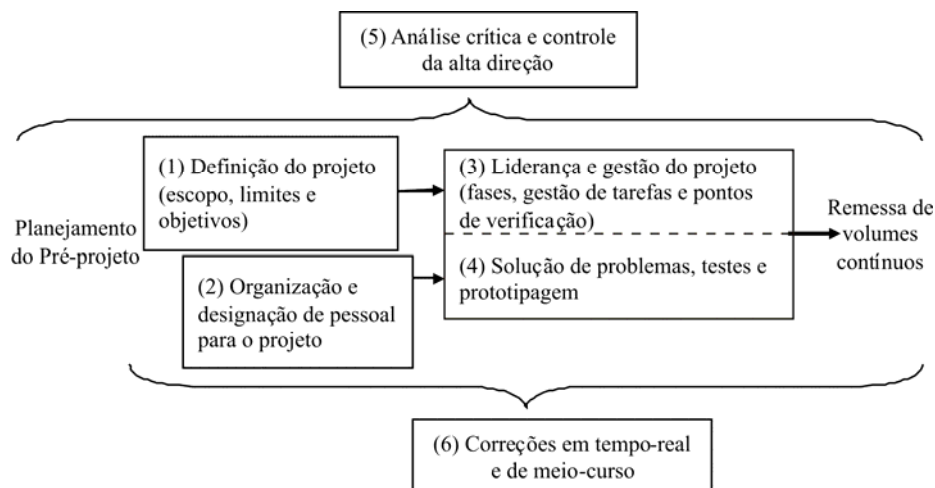 (5) Análise crítica e controle
da alta direção
(1) Definição do projeto
(escopo, limites e
objetivos)
(3) Liderança e gestão do projeto
(fases, gestão de tarefas e pontos
de verificação)
Planejamento
do Pré-projeto
Remessa de
volumes
contínuos
(2) Organização e
designação de pessoal
para o projeto
(4) Solução de problemas, testes e
prototipagem
(6) Correções em tempo-real
e de meio-curso